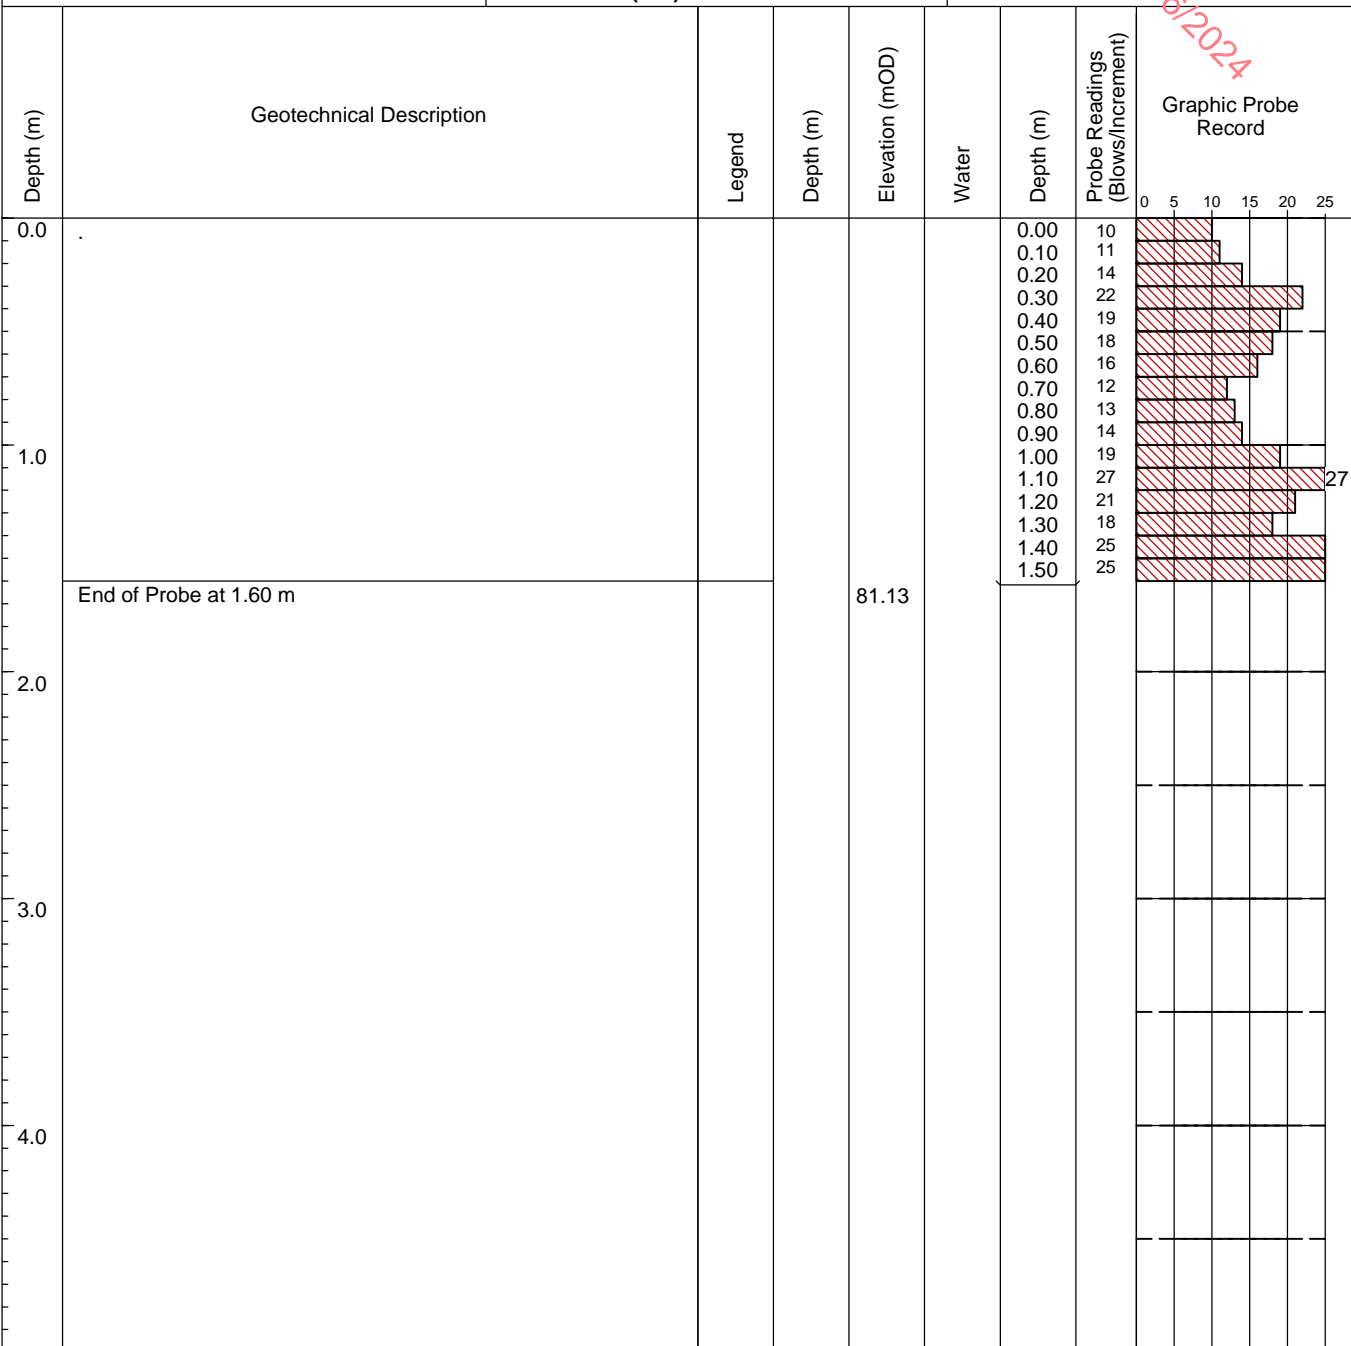 6/2024
Depth (m)
Geotechnical Description
Legend
Depth (m)
Elevation (mOD)
Water
Depth (m)
Probe Readings
(Blows/Increment)
Graphic Probe
Record
0 5 10 15 20 25
0.0 . 0.00 10
0.10 11
0.20 14
0.30 22
0.40 19
0.50 18
0.60 16
0.70 12
0.80 13
0.90 14
1.0 1.00 19
1.10 27 27
1.20 21
1.30 18
1.40 25
1.50 25
End of Probe at 1.60 m 81.13
2.0
3.0
4.0